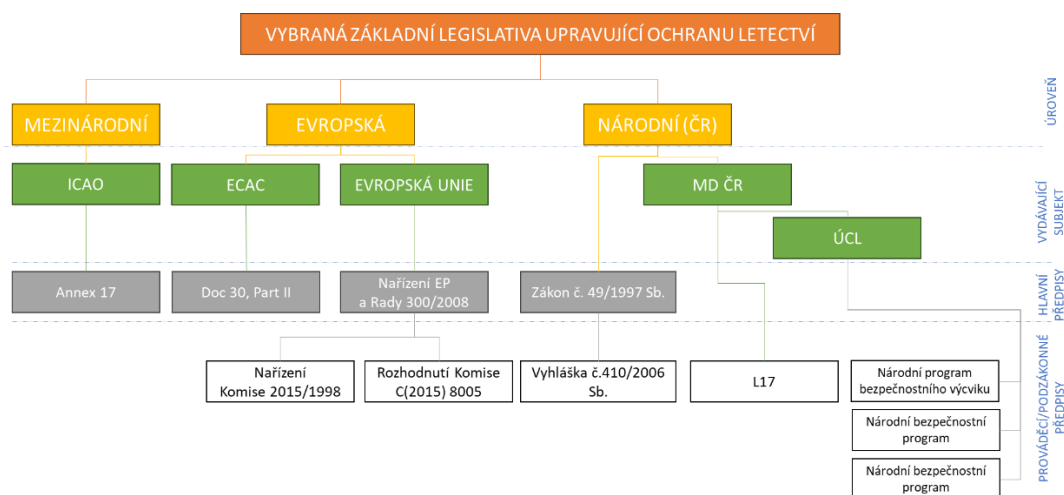 VYBRANÁ ZÁKLADNÍ LEGISLATIVA UPRAVUJÍCÍ OCHRANU LETECTVÍ
MEZINÁRODNÍ
EVROPSKÁ
NÁRODNÍ (ČR)
ÚROVEŇ
ICAO
ECAC
EVROPSKÁ UNIE
MD ČR
ÚCL
VYDÁVAJÍCÍ
SUBJEKT
Annex 17
Doc 30, Part II
Nařízení EP
a Rady 300/2008
Zákon č. 49/1997 Sb.
HLAVNÍ
PŘEDPISY
Nařízení
Komise 2015/1998
Rozhodnutí Komise
C(2015) 8005
Vyhláška č.410/2006
Sb.
L17
Národní program
bezpečnostního výcviku
Národní bezpečnostní
program
Národní bezpečnostní
program
PROVÁDĚCÍ/PODZÁKONNÉ
PŘEDPISY